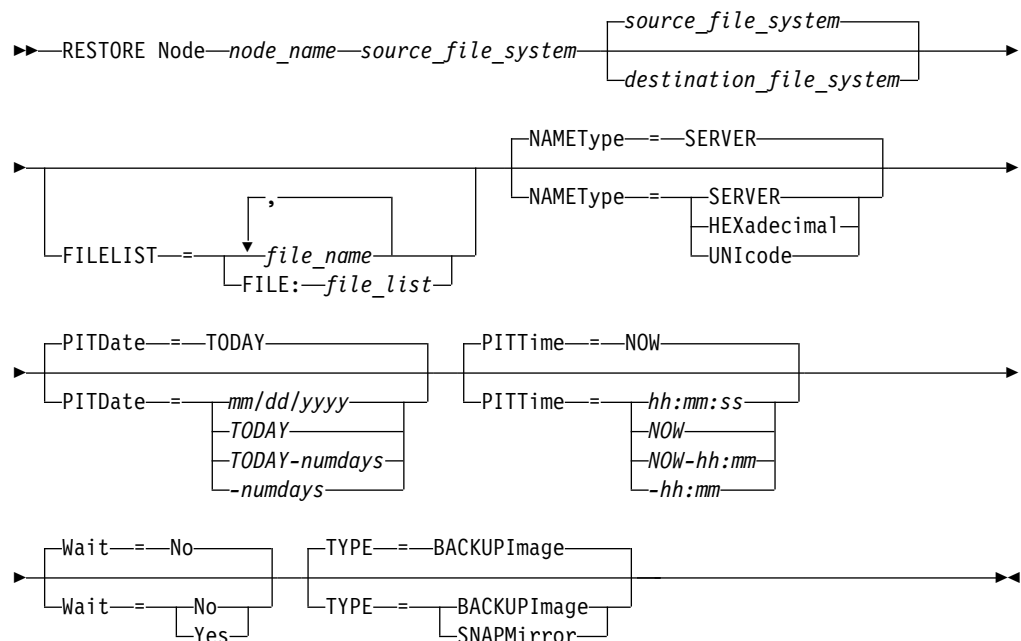 source_file_system
►►—RESTORE Node—node_name—source_file_system
destination_file_system
NAMEType—=—SERVER
FILELIST—=
,
file_name
FILE:—file_list
NAMEType—=
SERVER
HEXadecimal
UNIcode
PITDate—=—TODAY PITTime—=—NOW
PITDate—=
mm/dd/yyyy
TODAY
TODAY-numdays
-numdays
PITTime—=
hh:mm:ss
NOW
NOW-hh:mm
-hh:mm
Wait—=—No TYPE—=—BACKUPImage
Wait—=
No
Yes
TYPE—=
BACKUPImage
SNAPMirror